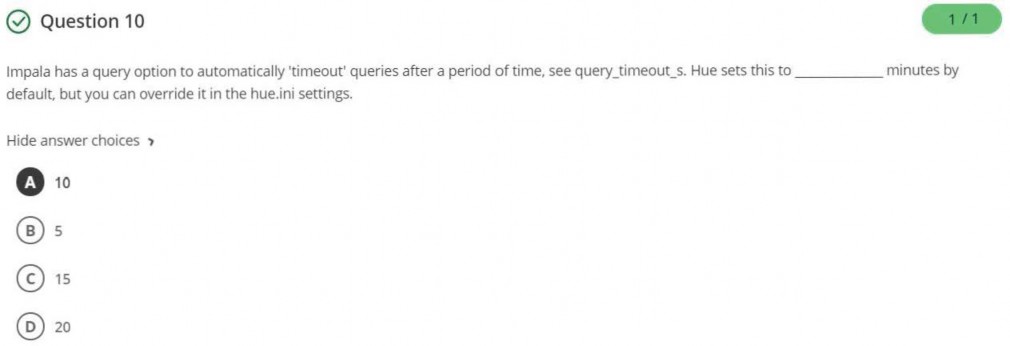 Question 10
1 / 1
Impala has a query option to automatically 'timeout' queries after a period of time, see query_timeout_s. Hue sets this to ____________ minutes by
default, but you can override it in the hue.ini settings.
Hide answer choices
A 10
B 5
C 15
D 20